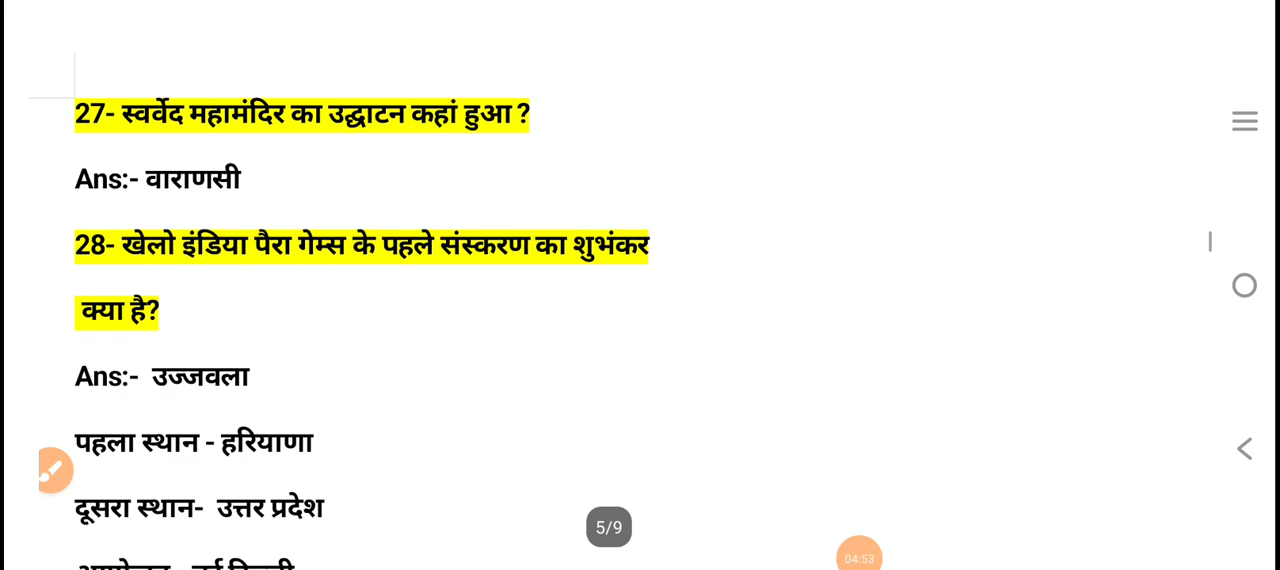 27- स्वर्वेद महामंदिर का उद्घाटन कहां हुआ ?
Ans:- वाराणसी
28- खेलो इंडिया पैरा गेम्स के पहले संस्करण का शुभंकर
क्या है?
Ans:- उज्जवला
पहला स्थान - हरियाणा
दूसरा स्थान- उत्तर प्रदेश
5/9
04:53